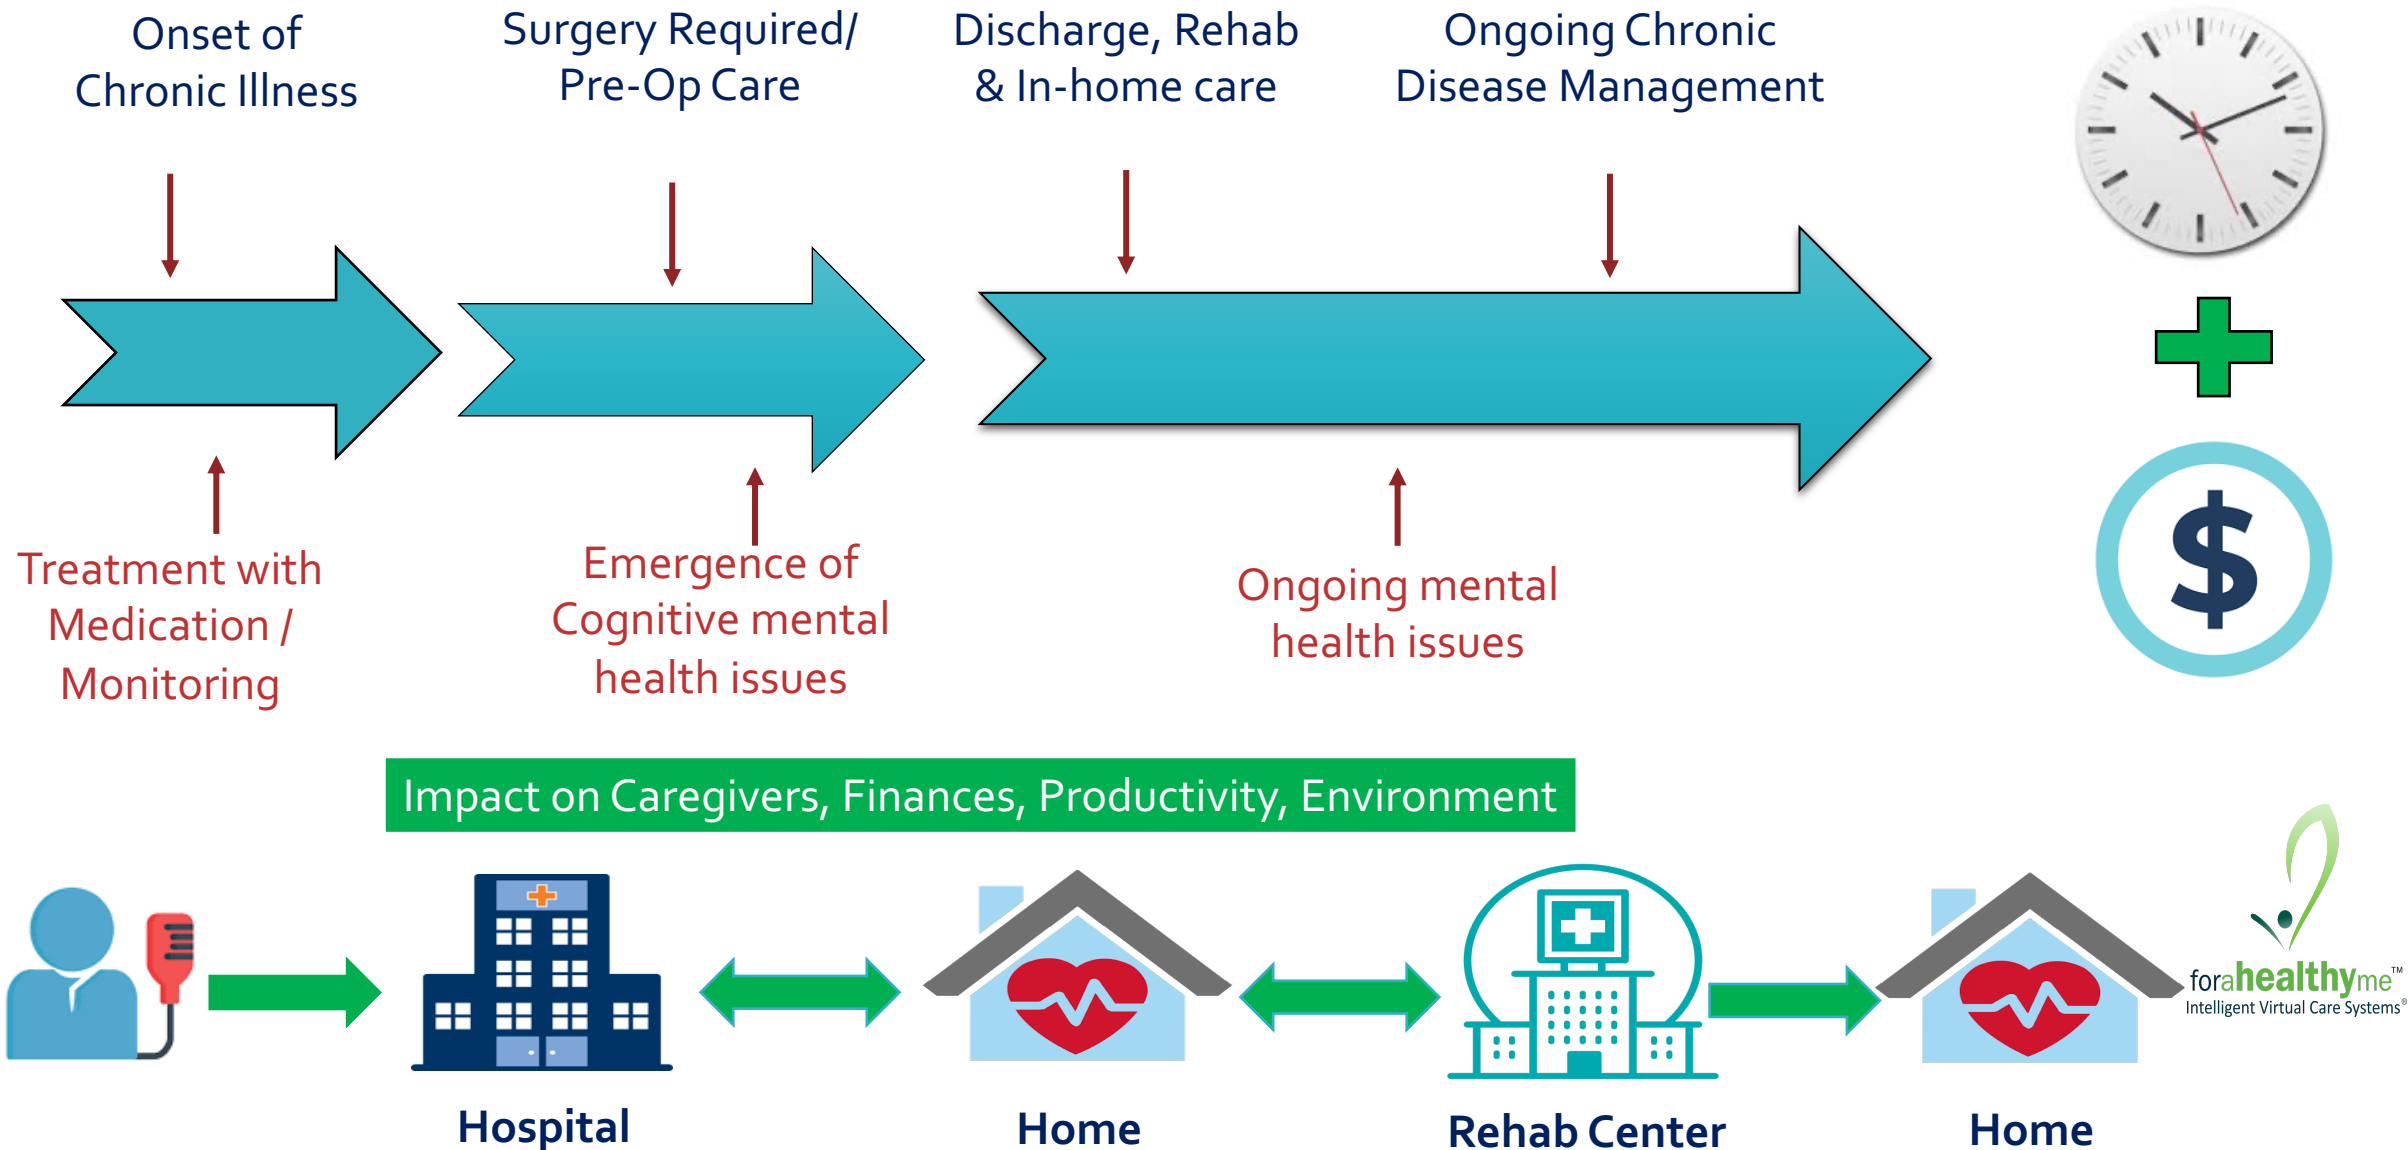 Onset of
Chronic Illness
Surgery Required/
Pre-Op Care
Discharge, Rehab
& In-home care
Ongoing Chronic
Disease Management
Treatment with
Medication /
Monitoring
Emergence of
Cognitive mental
health issues
Ongoing mental
health issues
$
Impact on Caregivers, Finances, Productivity, Environment
forahealthyme™
Intelligent Virtual Care Systems®
Hospital
Home
Rehab Center
Home